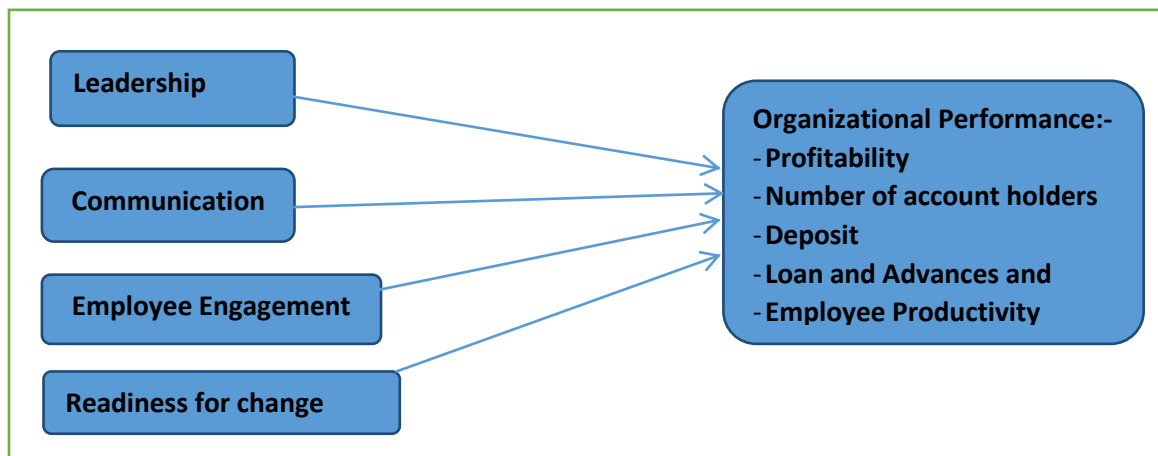 Leadership
Communication
Employee Engagement
Readiness for change
Organizational Performance:-
- Profitability
- Number of account holders
- Deposit
- Loan and Advances and
- Employee Productivity